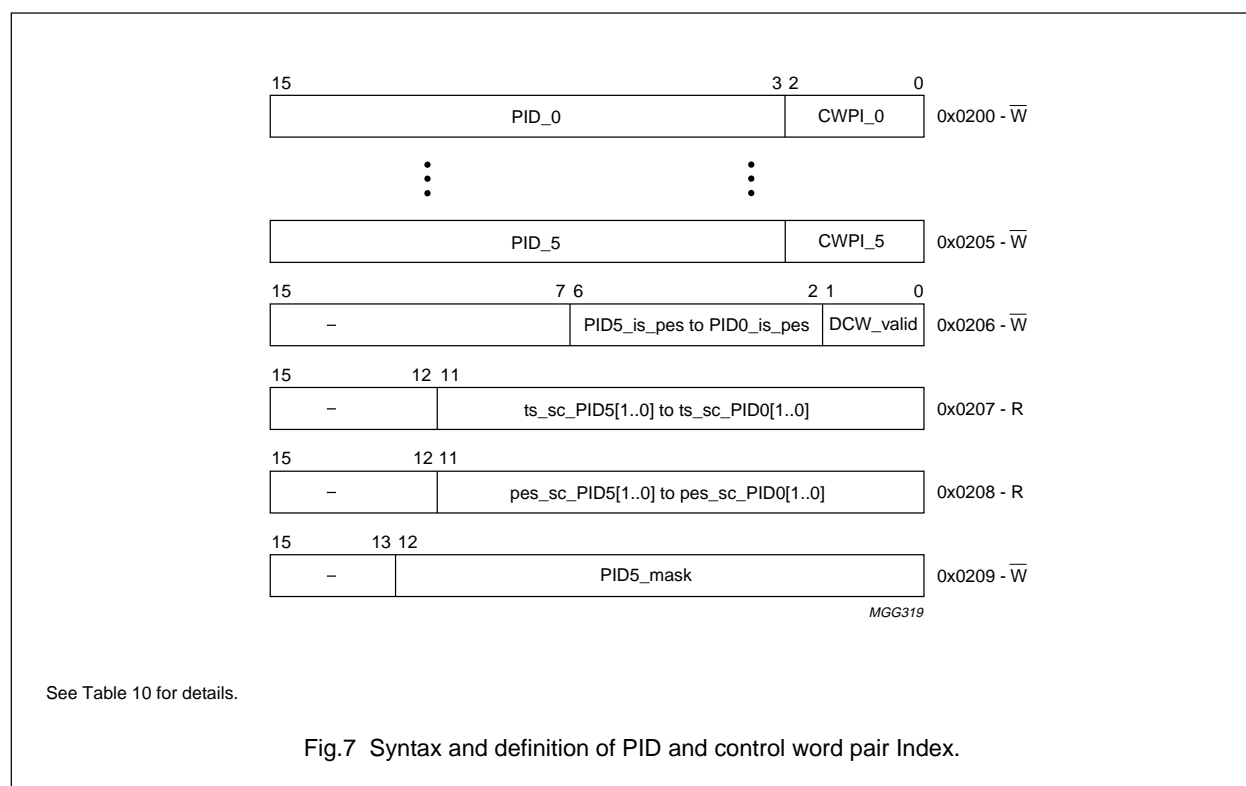 15 3 2 0
PID_0 CWPI_0 0x0200 - W̅
PID_5 CWPI_5 0x0205 - W̅
15 7 6 2 1 0
– PID5_is_pes to PID0_is_pes DCW_valid 0x0206 - W̅
15 12 11
– ts_sc_PID5[1..0] to ts_sc_PID0[1..0] 0x0207 - R
15 12 11
– pes_sc_PID5[1..0] to pes_sc_PID0[1..0] 0x0208 - R
15 13 12
– PID5_mask 0x0209 - W̅
MGG319
See Table 10 for details.
Fig.7 Syntax and definition of PID and control word pair Index.